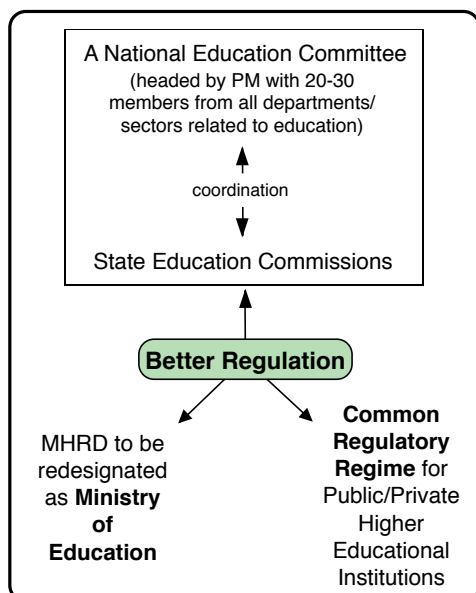 A National Education Committee
(headed by PM with 20-30
members from all departments/
sectors related to education)
coordination
State Education Commissions
Better Regulation
MHRD to be
redesignated
as Ministry
of
Education
Common
Regulatory
Regime for
Public/Private
Higher
Educational
Institutions